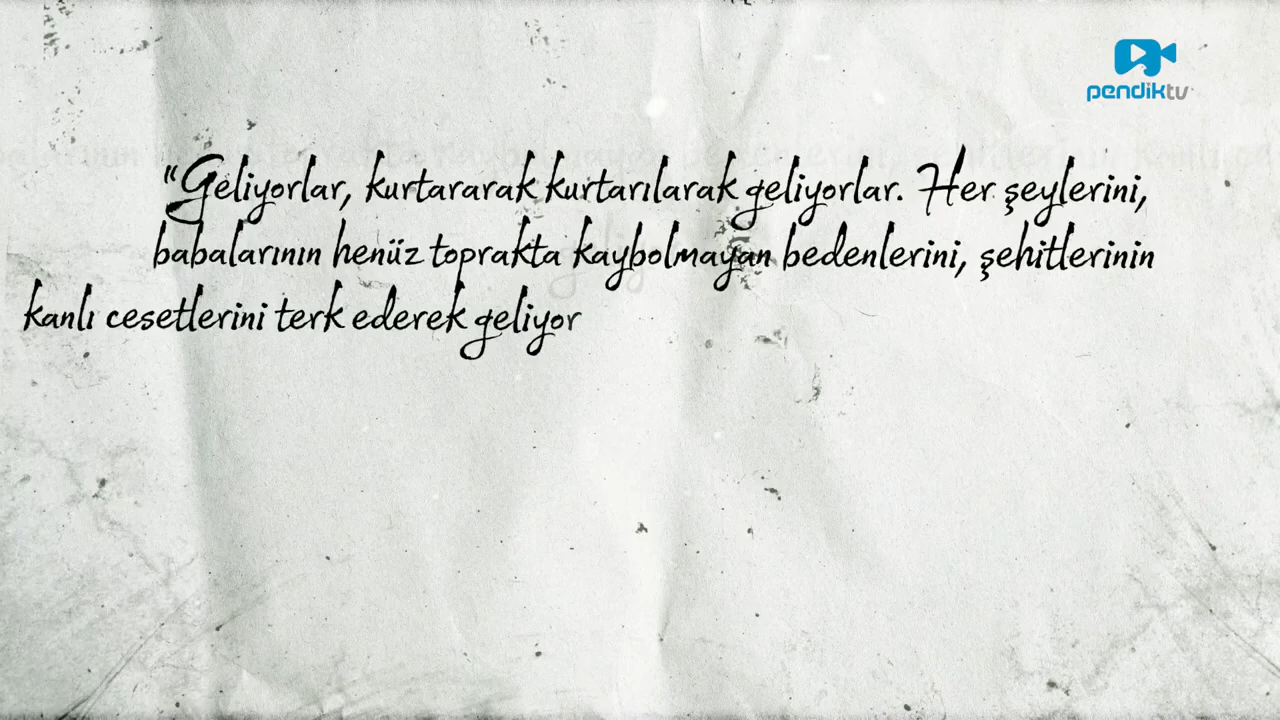 pendiktv
"Geliyorlar, kurtararak kurtarılarak geliyorlar. Her şeylerini,
babalarının henüz toprakta kaybolmayan bedenlerini, şehitlerinin
kanlı cesetlerini terk ederek geliyor